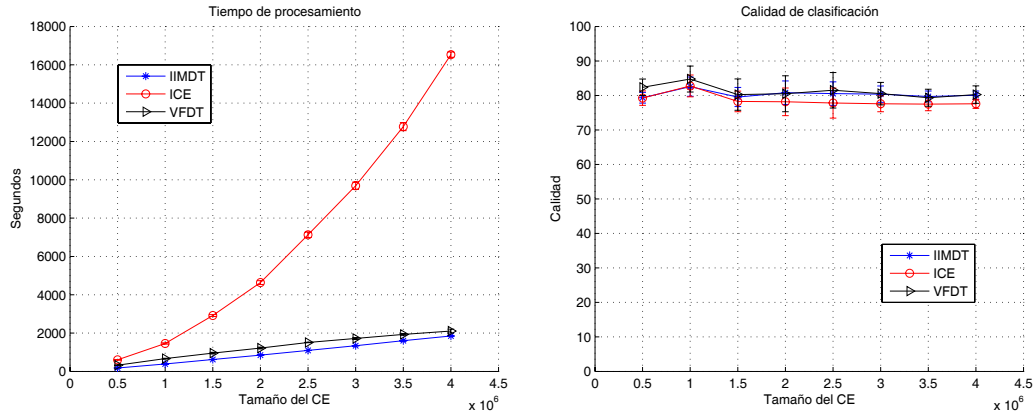 Tiempo de procesamiento
18000
16000
14000
12000
10000
8000
6000
4000
2000
0
Segundos
IIMDT
ICE
VFDT
0 0.5 1 1.5 2 2.5 3 3.5 4 4.5
Tamaño del CE
x 10^6
Calidad de clasificación
100
90
80
70
60
50
40
30
20
10
0
Calidad
IIMDT
ICE
VFDT
0 0.5 1 1.5 2 2.5 3 3.5 4 4.5
Tamaño del CE
x 10^6